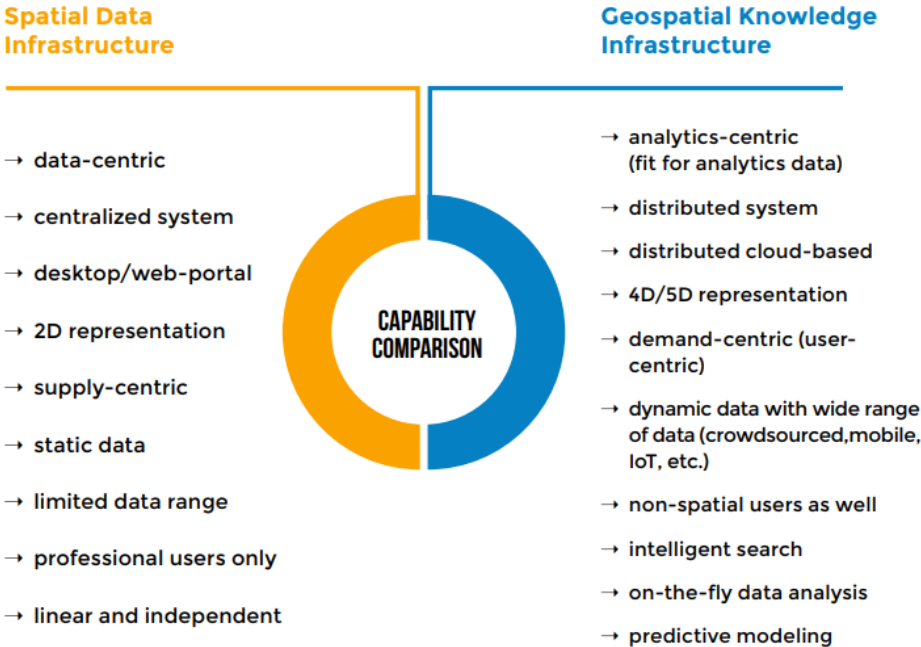 Spatial Data
Infrastructure
→ data-centric
→ centralized system
→ desktop/web-portal
→ 2D representation
→ supply-centric
→ static data
→ limited data range
→ professional users only
→ linear and independent
CAPABILITY
COMPARISON
Geospatial Knowledge
Infrastructure
→ analytics-centric
(fit for analytics data)
→ distributed system
→ distributed cloud-based
→ 4D/5D representation
→ demand-centric (user-
centric)
→ dynamic data with wide range
of data (crowdsourced,mobile,
IoT, etc.)
→ non-spatial users as well
→ intelligent search
→ on-the-fly data analysis
→ predictive modeling